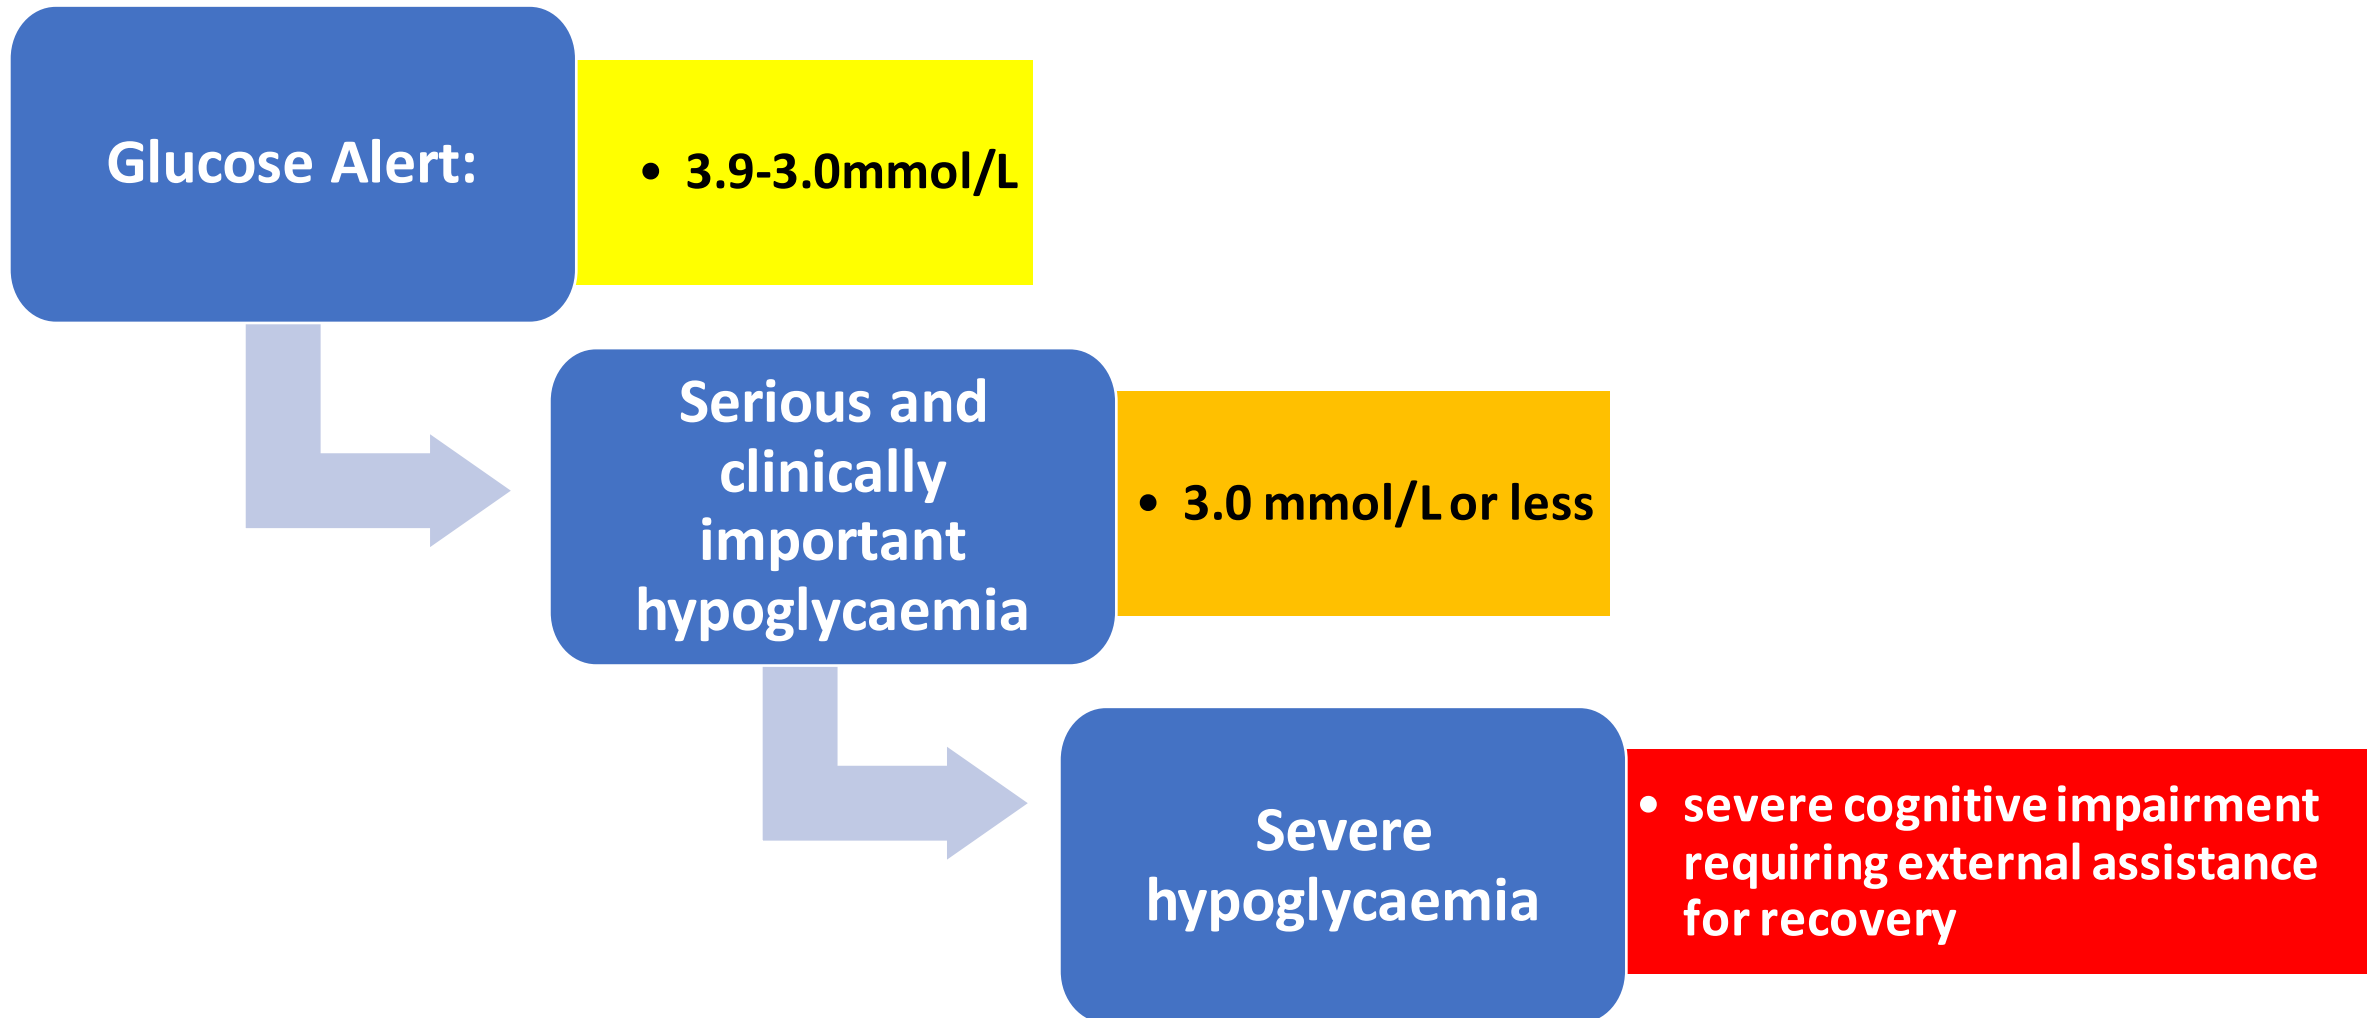 Glucose Alert:
• 3.9-3.0mmol/L
Serious and
clinically
important
hypoglycaemia
• 3.0 mmol/L or less
Severe
hypoglycaemia
• severe cognitive impairment
requiring external assistance
for recovery